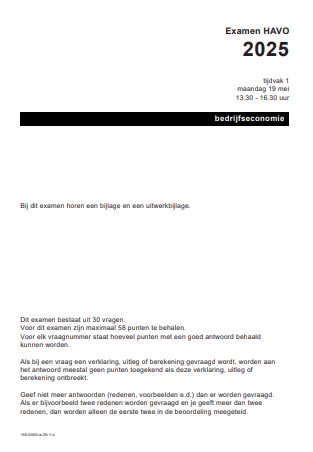 Examen HAVO
2025
tijdvak 1
maandag 19 mei
13.30 - 16.30 uur
bedrijfseconomie
Bij dit examen horen een bijlage en een uitwerkbijlage.
Dit examen bestaat uit 30 vragen.
Voor dit examen zijn maximaal 58 punten te behalen.
Voor elk vraagnummer staat hoeveel punten met een goed antwoord behaald
kunnen worden.
Als bij een vraag een verklaring, uitleg of berekening gevraagd wordt, worden aan
het antwoord meestal geen punten toegekend als deze verklaring, uitleg of
berekening ontbreekt.
Geef niet meer antwoorden (redenen, voorbeelden e.d.) dan er worden gevraagd.
Als er bijvoorbeeld twee redenen worden gevraagd en je geeft meer dan twee
redenen, dan worden alleen de eerste twee in de beoordeling meegeteld.
HA-0400-a-25-1-o